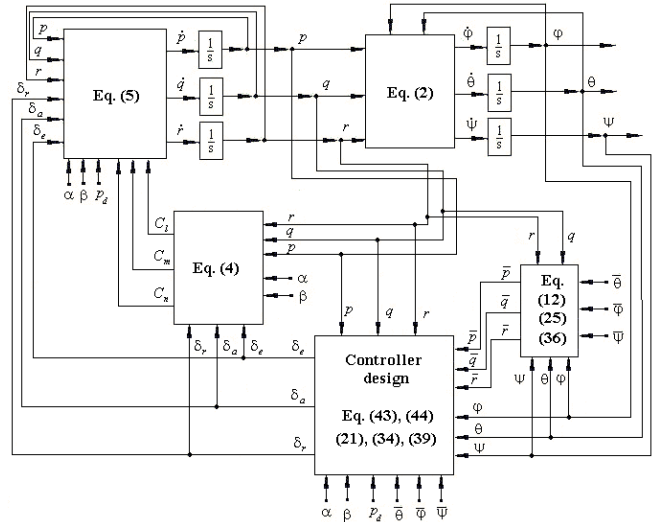 p ṗ 1/s p φ̇ 1/s φ
q
r
δr Eq. (5) q̇ 1/s q Eq. (2) θ̇ 1/s θ
δa
δe ṙ 1/s r ψ̇ 1/s ψ
α β pd
Cl r r q
Cm Eq. (4) q
p p̄ Eq. θ̄
Cn α (12)
β p q r q̄ (25) φ̄
r̄ (36) ψ̄
δr δa δe δe Controller p̄
design q̄
r̄ ψ θ φ
δa Eq. (43), (44) φ
(21), (34), (39) θ
δr ψ
α β pd θ̄ φ̄ ψ̄